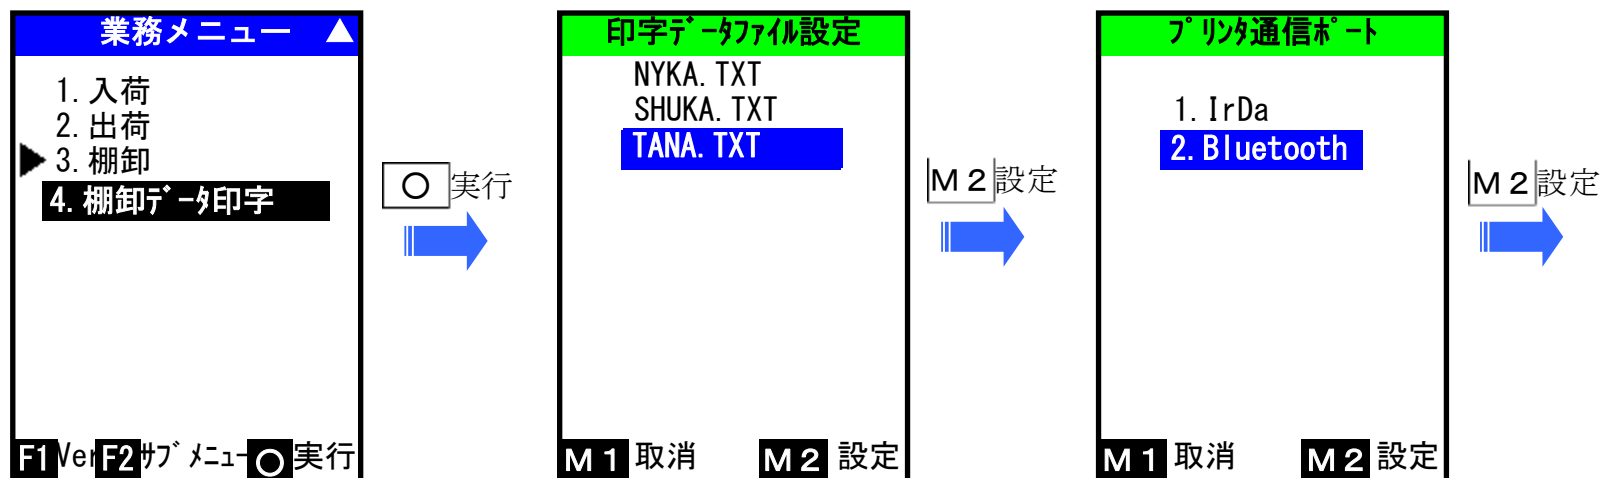 業務メニュー ▲
1. 入荷
2. 出荷
3. 棚卸
4. 棚卸ﾃﾞｰﾀ印字
F1 Ver F2 ｻﾌﾞﾒﾆｭｰ ○ 実行
○ 実行
印字ﾃﾞｰﾀﾌｧｲﾙ設定
NYKA.TXT
SHUKA.TXT
TANA.TXT
M1 取消 M2 設定
M2 設定
ﾌﾟﾘﾝﾀ通信ﾎﾟｰﾄ
1. IrDa
2. Bluetooth
M1 取消 M2 設定
M2 設定